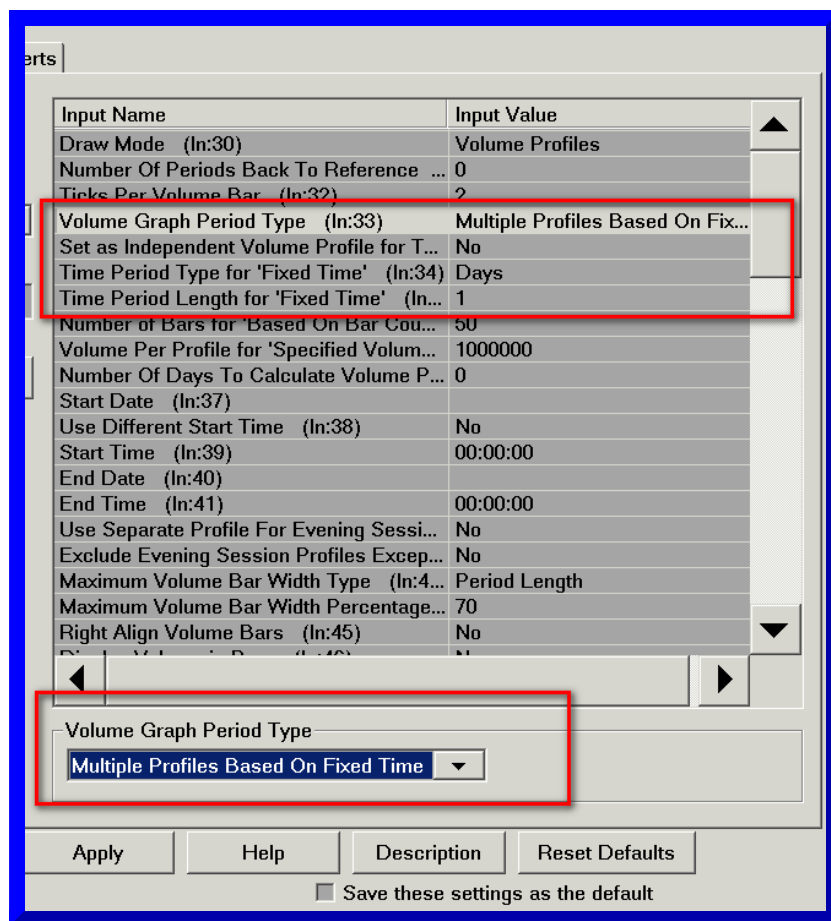 erts
Input Name Input Value
Draw Mode (In:30) Volume Profiles
Number Of Periods Back To Reference ... 0
Ticks Per Volume Bar (In:32) 2
Volume Graph Period Type (In:33) Multiple Profiles Based On Fix...
Set as Independent Volume Profile for T... No
Time Period Type for 'Fixed Time' (In:34) Days
Time Period Length for 'Fixed Time' (In... 1
Number of Bars for 'Based On Bar Cou... 50
Volume Per Profile for 'Specified Volum... 1000000
Number Of Days To Calculate Volume P... 0
Start Date (In:37)
Use Different Start Time (In:38) No
Start Time (In:39) 00:00:00
End Date (In:40)
End Time (In:41) 00:00:00
Use Separate Profile For Evening Sessi... No
Exclude Evening Session Profiles Excep... No
Maximum Volume Bar Width Type (In:4... Period Length
Maximum Volume Bar Width Percentage... 70
Right Align Volume Bars (In:45) No
Volume Graph Period Type
Multiple Profiles Based On Fixed Time
Apply Help Description Reset Defaults
Save these settings as the default